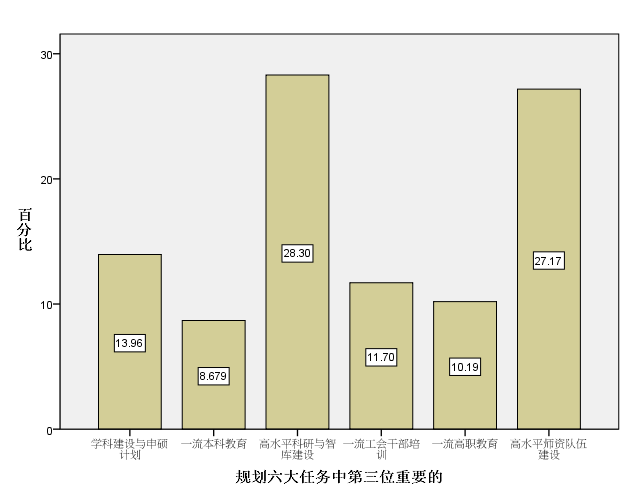 30
20
10
0
百分比
13.96
8.679
28.30
11.70
10.19
27.17
学科建设与申硕
计划
一流本科教育
高水平科研与智
库建设
一流工会干部培
训
一流高职教育
高水平师资队伍
建设
规划六大任务中第三位重要的